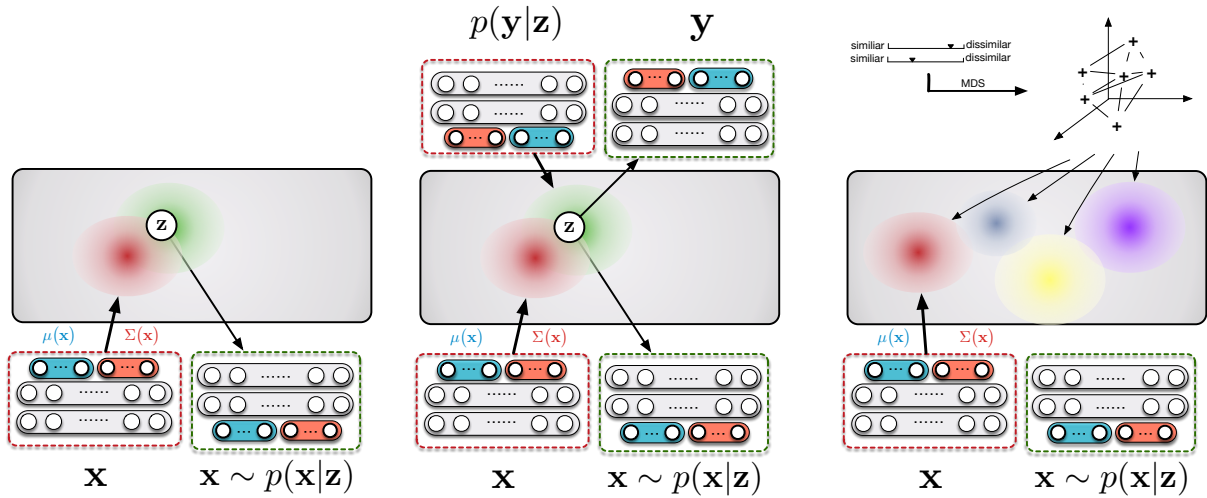 p(y|z) y
similiar dissimilar
similiar dissimilar
MDS
z
z
μ(x) Σ(x)
μ(x) Σ(x)
μ(x) Σ(x)
x x ∼ p(x|z)
x x ∼ p(x|z)
x x ∼ p(x|z)